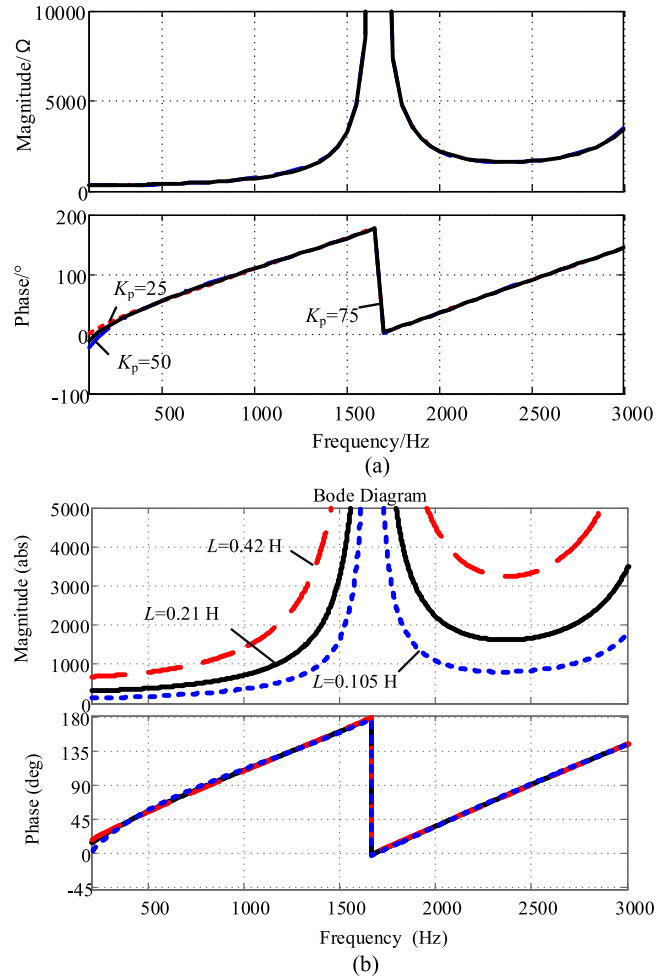 10000
5000
0
Magnitude/ Ω
200
100
0
-100
Phase/°
Kp=25
Kp=50
Kp=75
500 1000 1500 2000 2500 3000
Frequency/Hz
(a)
Bode Diagram
5000
4000
3000
2000
1000
0
Magnitude (abs)
L=0.42 H
L=0.21 H
L=0.105 H
180
135
90
45
0
-45
Phase (deg)
500 1000 1500 2000 2500 3000
Frequency (Hz)
(b)